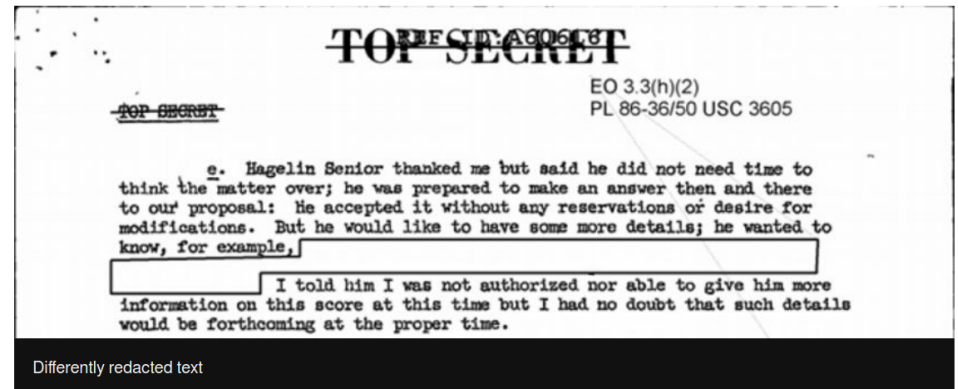 TOP SECRET
REF ID:A60616
EO 3.3(h)(2)
PL 86-36/50 USC 3605
TOP SECRET
e. Hagelin Senior thanked me but said he did not need time to
think the matter over; he was prepared to make an answer then and there
to our proposal: He accepted it without any reservations or desire for
modifications. But he would like to have some more details; he wanted to
know, for example,
I told him I was not authorized nor able to give him more
information on this score at this time but I had no doubt that such details
would be forthcoming at the proper time.
Differently redacted text